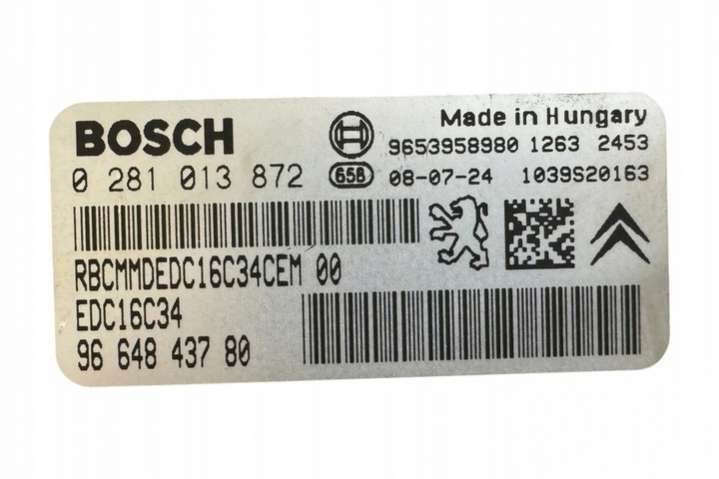 BOSCH
Made in Hungary
9653958980 1263 2453
0 281 013 872
658
08-07-24 1039S20163
RBCMMDEDC16C34CEM 00
EDC16C34
96 648 437 80